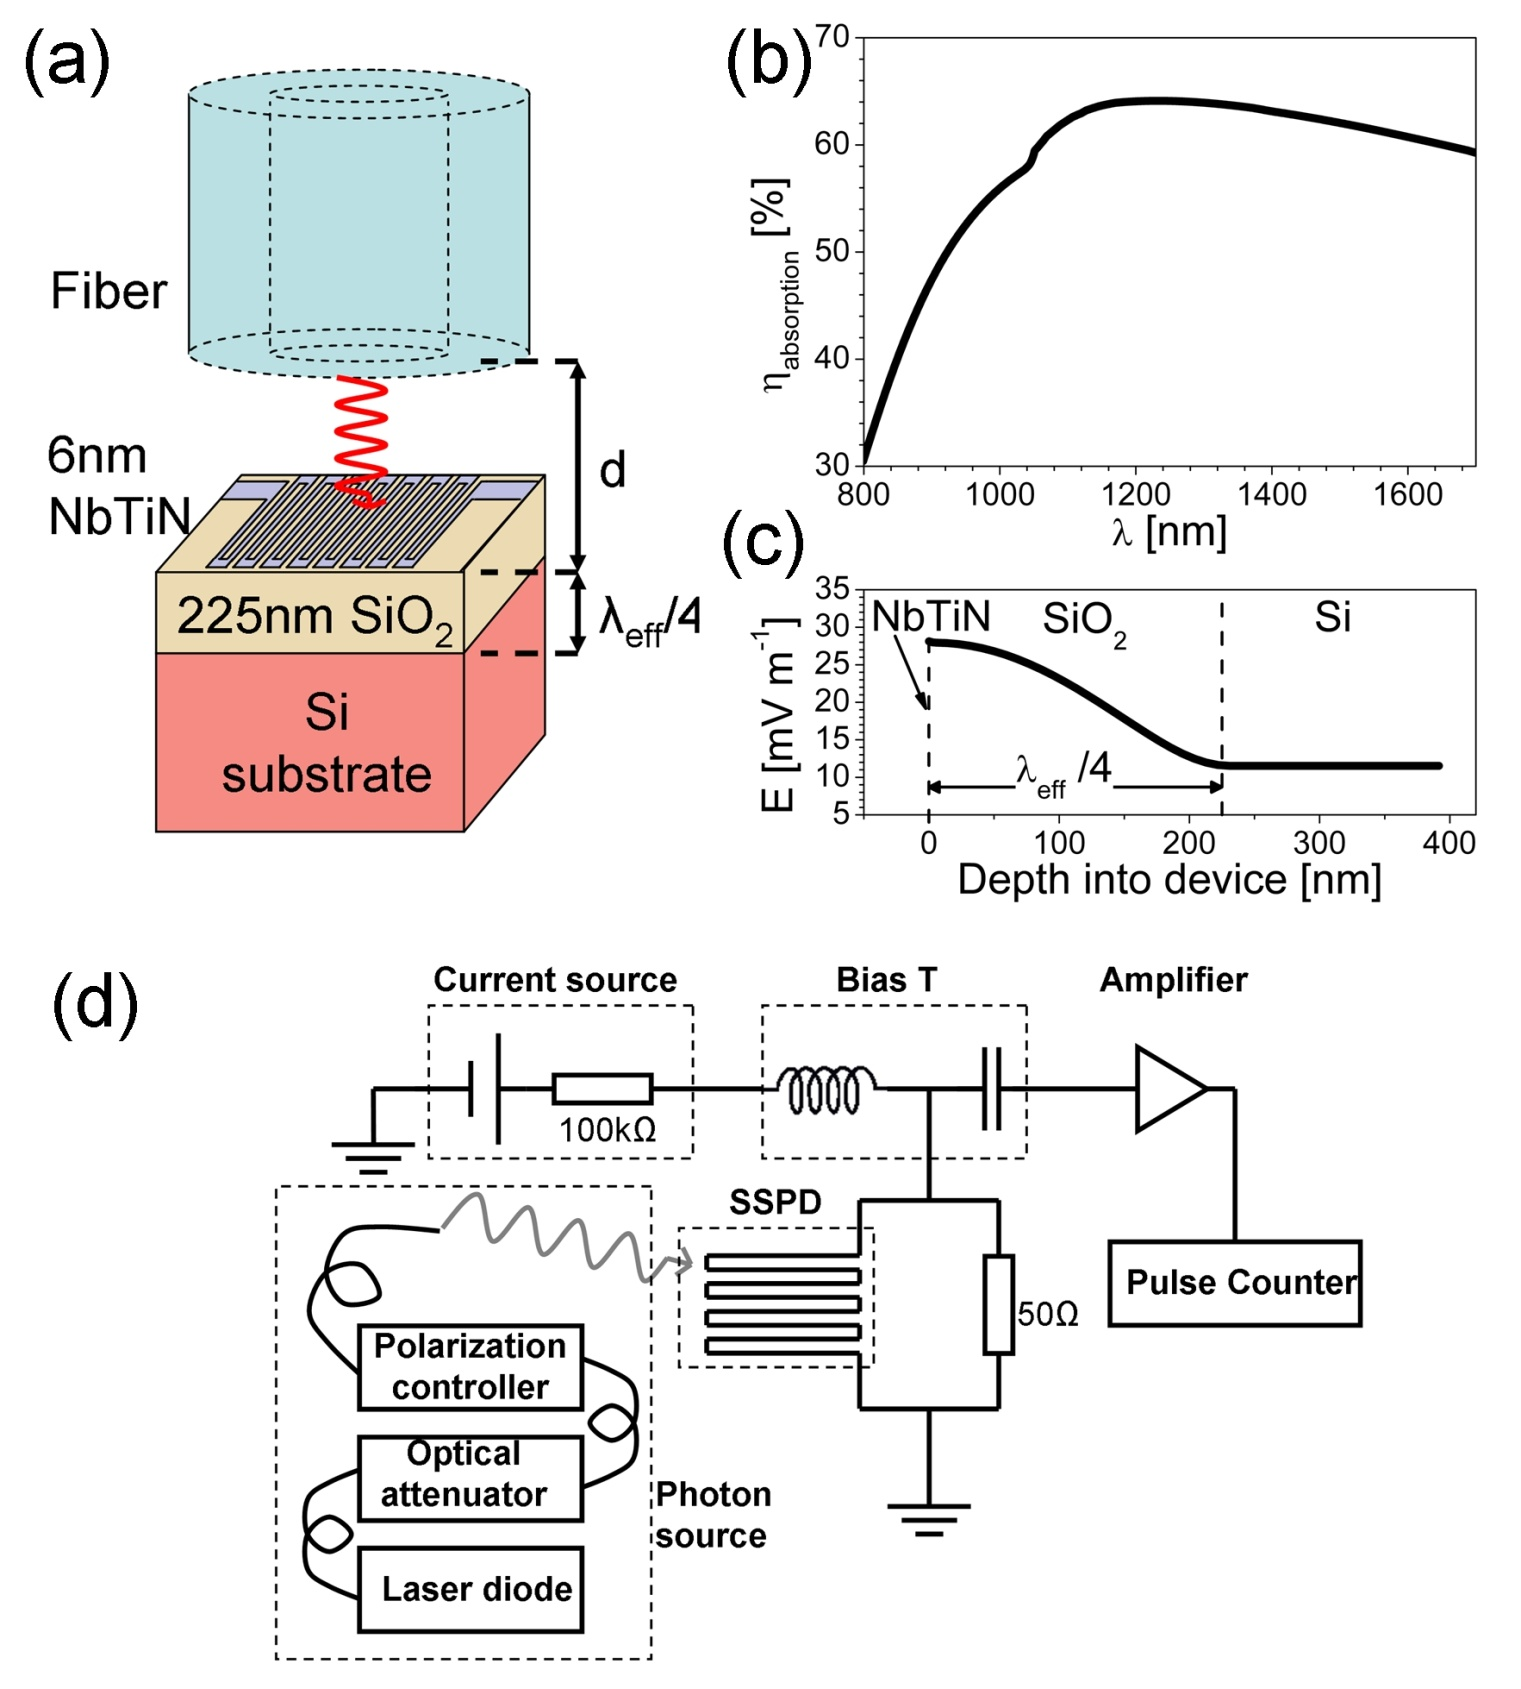 (a)
Fiber
6nm
NbTiN
d
225nm SiO₂
λeff/4
Si
substrate
(b)
ηabsorption [%]
70
60
50
40
30
800 1000 1200 1400 1600
λ [nm]
(c)
E [mV m⁻¹]
35
30
25
20
15
10
5
NbTiN SiO₂ Si
λeff /4
0 100 200 300 400
Depth into device [nm]
(d)
Current source
Bias T
Amplifier
100kΩ
SSPD
50Ω
Pulse Counter
Polarization
controller
Optical
attenuator
Laser diode
Photon
source